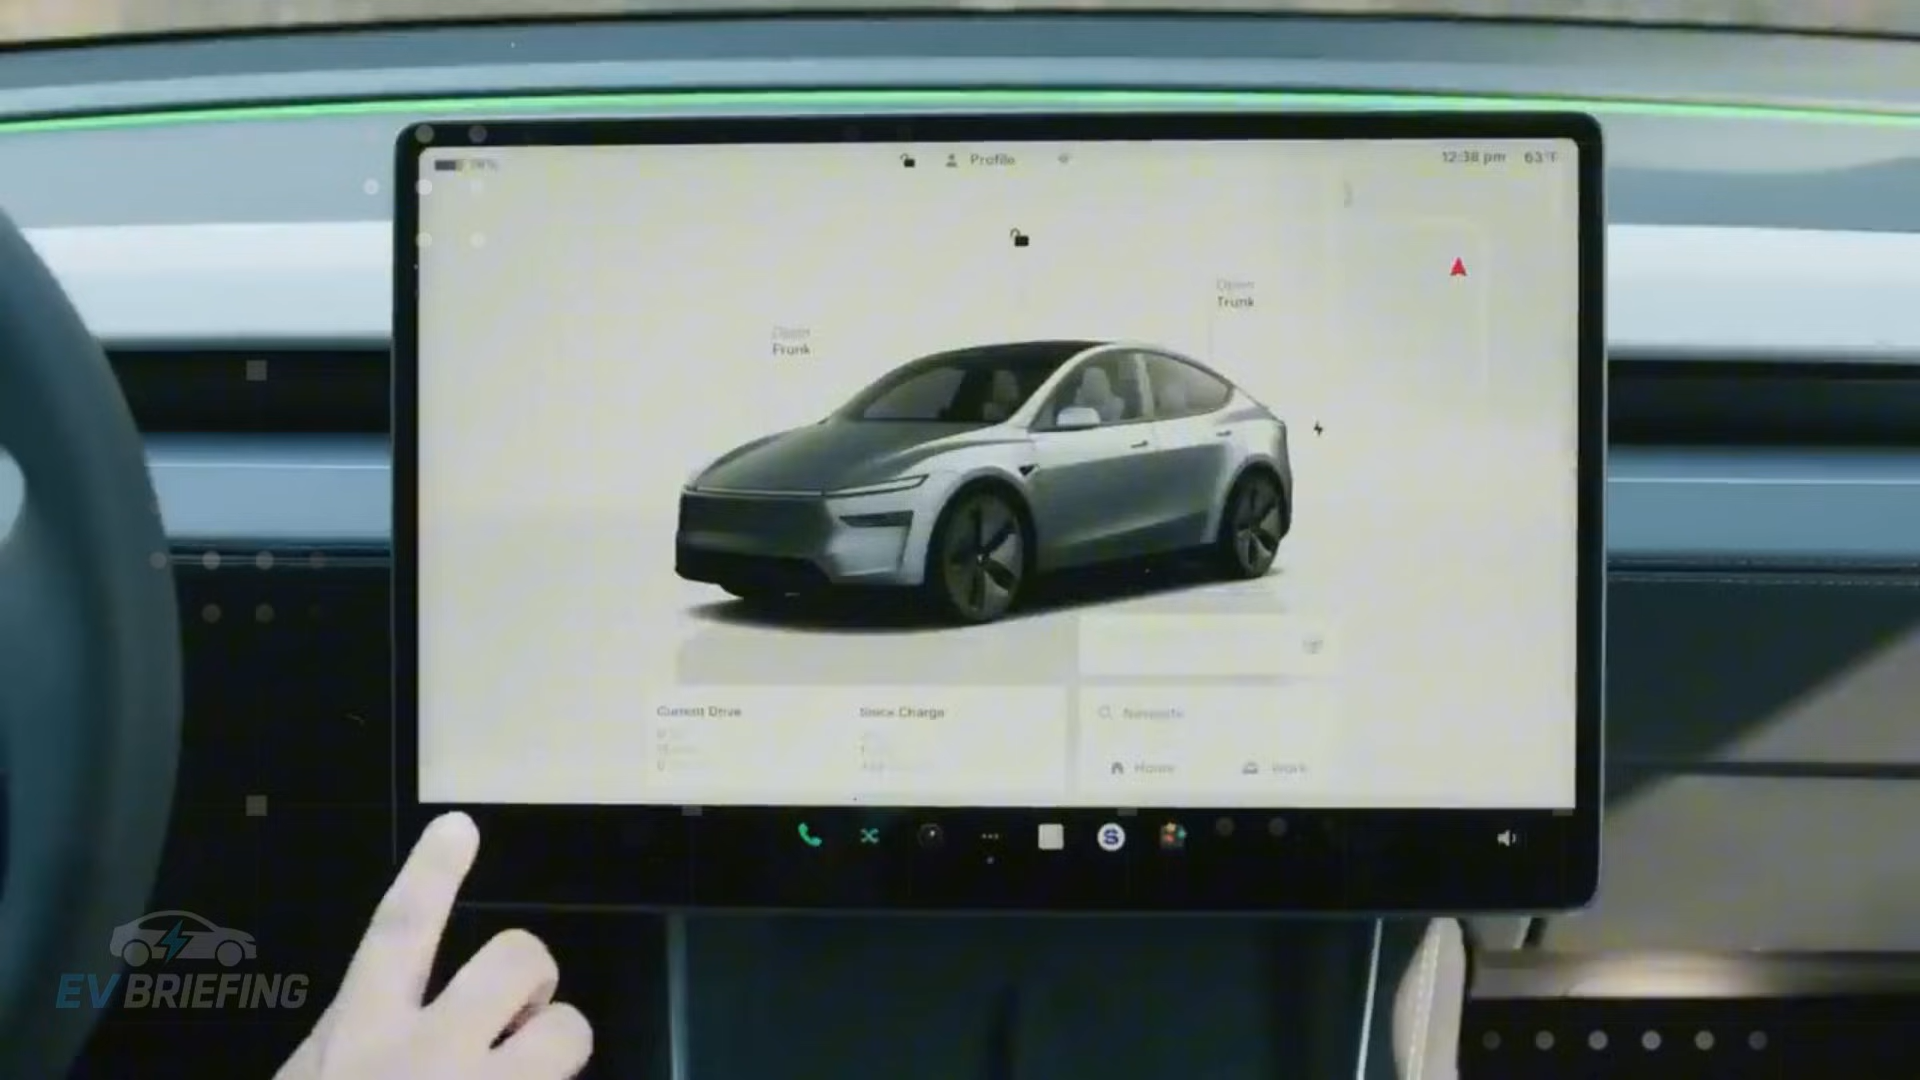 Profile
12:38 pm 63°F
Open
Trunk
Open
Frunk
Current Drive
Since Charge
Navigate
Home
Work
S
EV BRIEFING